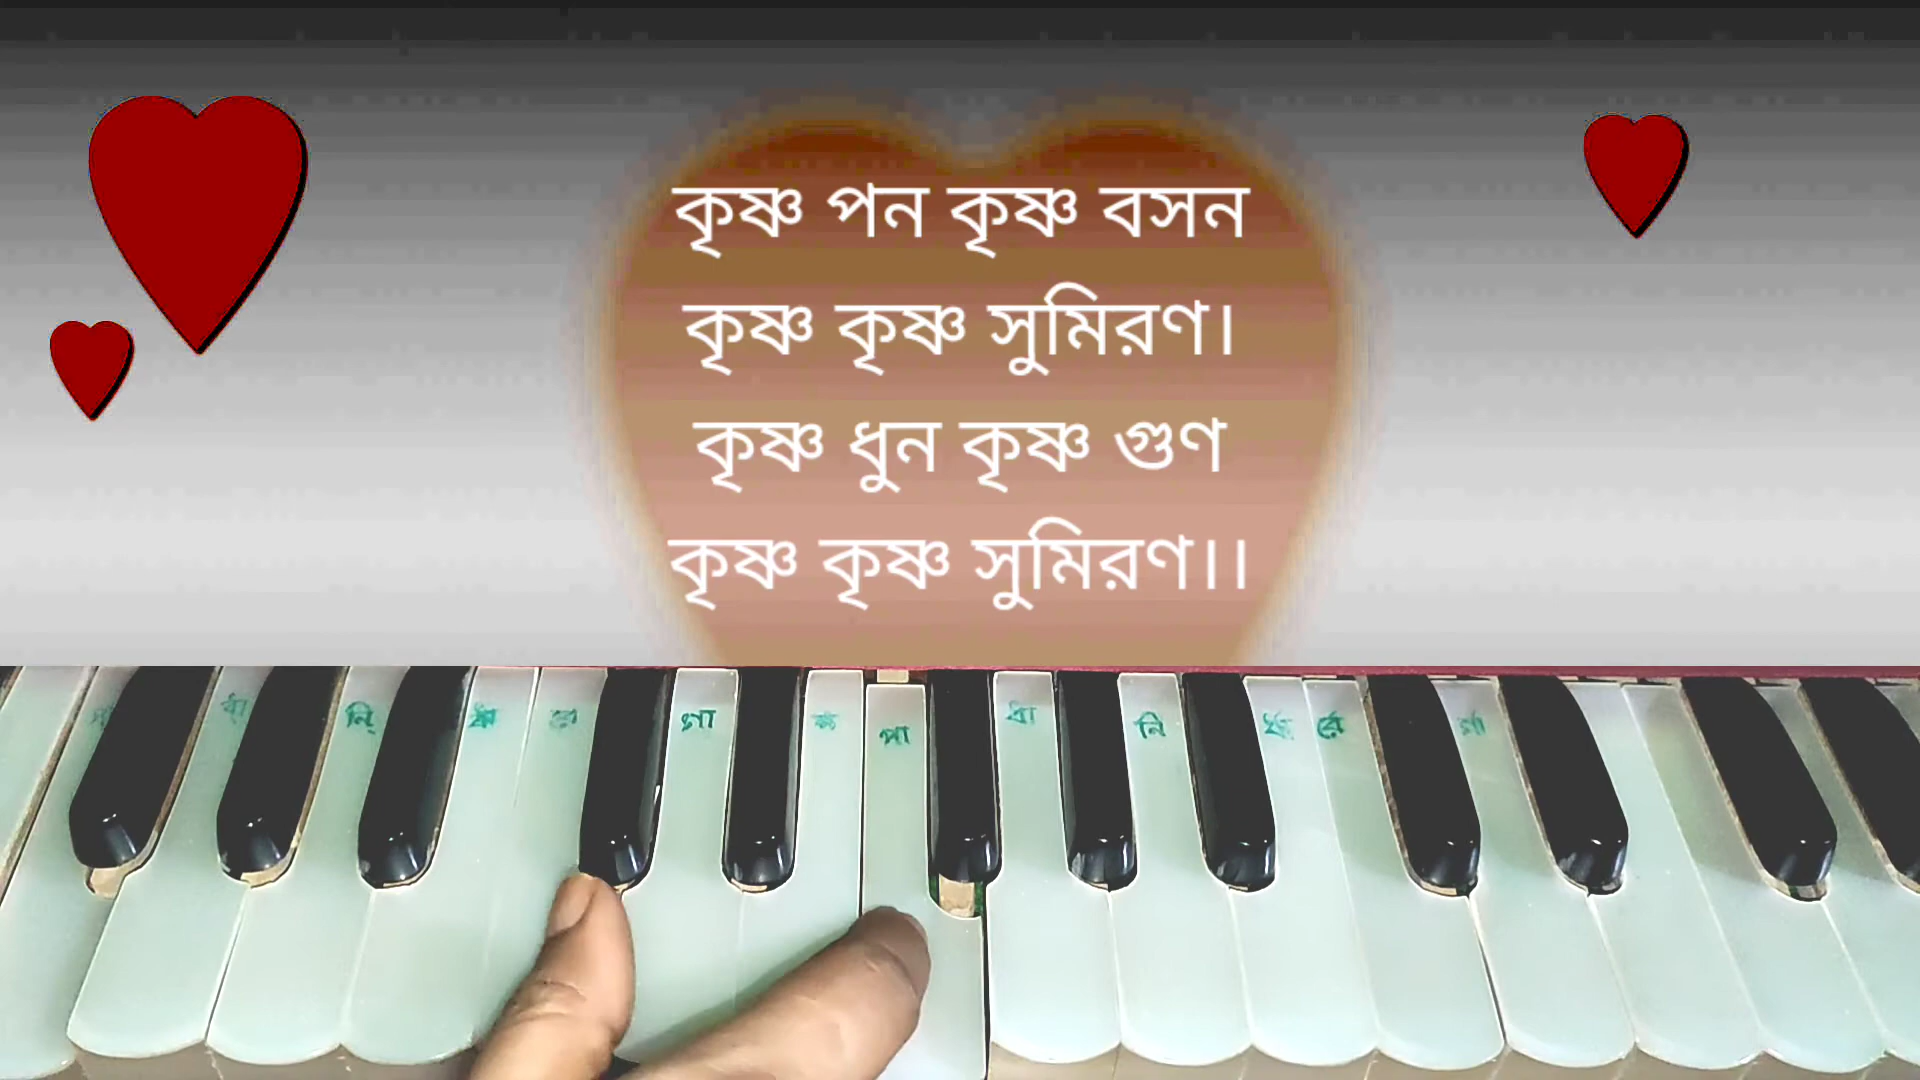 কৃষ্ণ পন কৃষ্ণ বসন
কৃষ্ণ কৃষ্ণ সুমিরণ।
কৃষ্ণ ধুন কৃষ্ণ গুণ
কৃষ্ণ কৃষ্ণ সুমিরণ।।
ধা় নি্ রে গা পা ধা নি র্রে র্গা